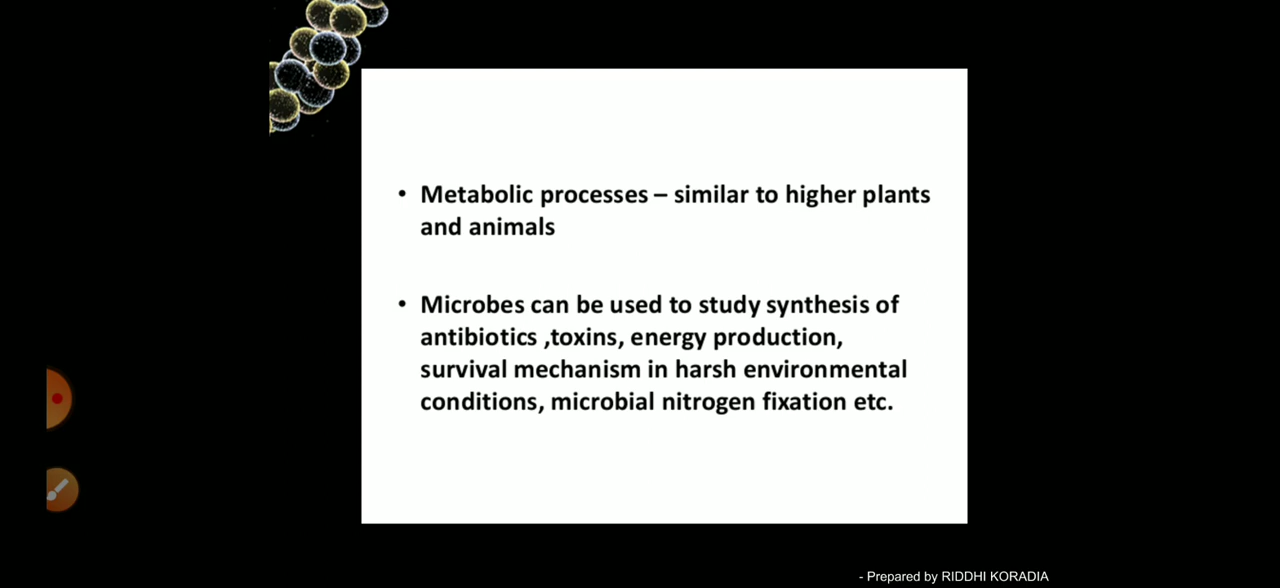 • Metabolic processes – similar to higher plants
and animals
• Microbes can be used to study synthesis of
antibiotics ,toxins, energy production,
survival mechanism in harsh environmental
conditions, microbial nitrogen fixation etc.
- Prepared by RIDDHI KORADIA